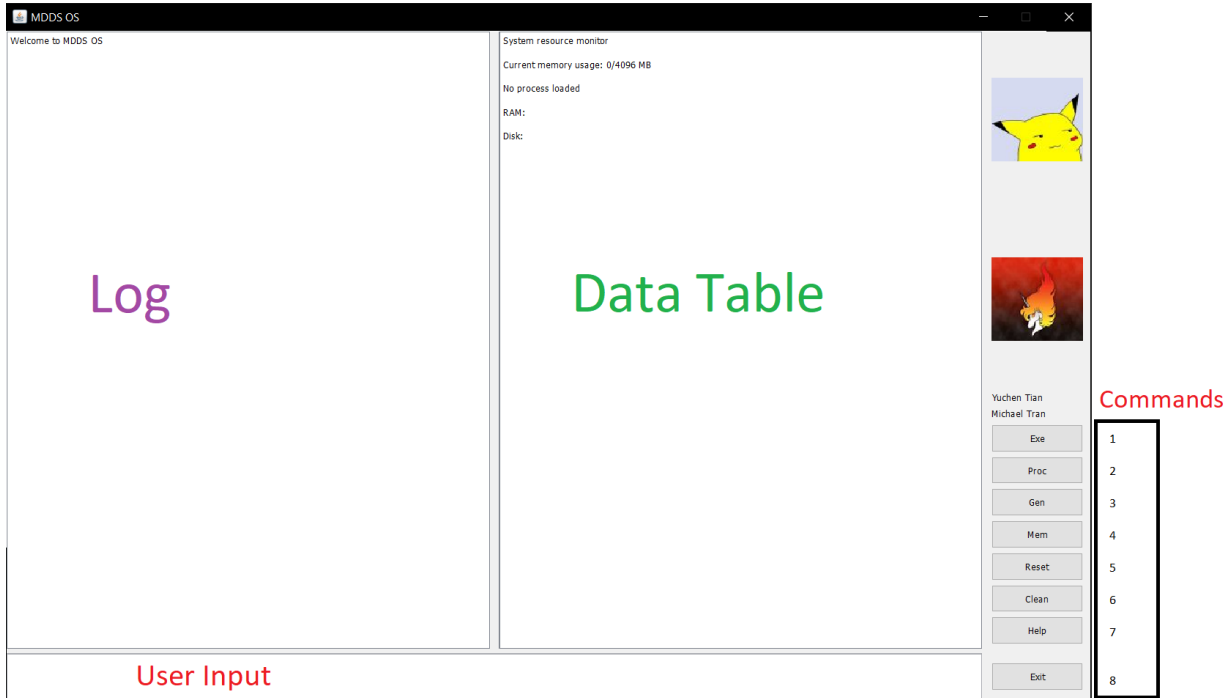 MDDS OS
Welcome to MDDS OS
System resource monitor
Current memory usage: 0/4096 MB
No process loaded
RAM:
Disk:
Log
Data Table
Yuchen Tian
Michael Tran
Commands
Exe 1
Proc 2
Gen 3
Mem 4
Reset 5
Clean 6
Help 7
Exit 8
User Input